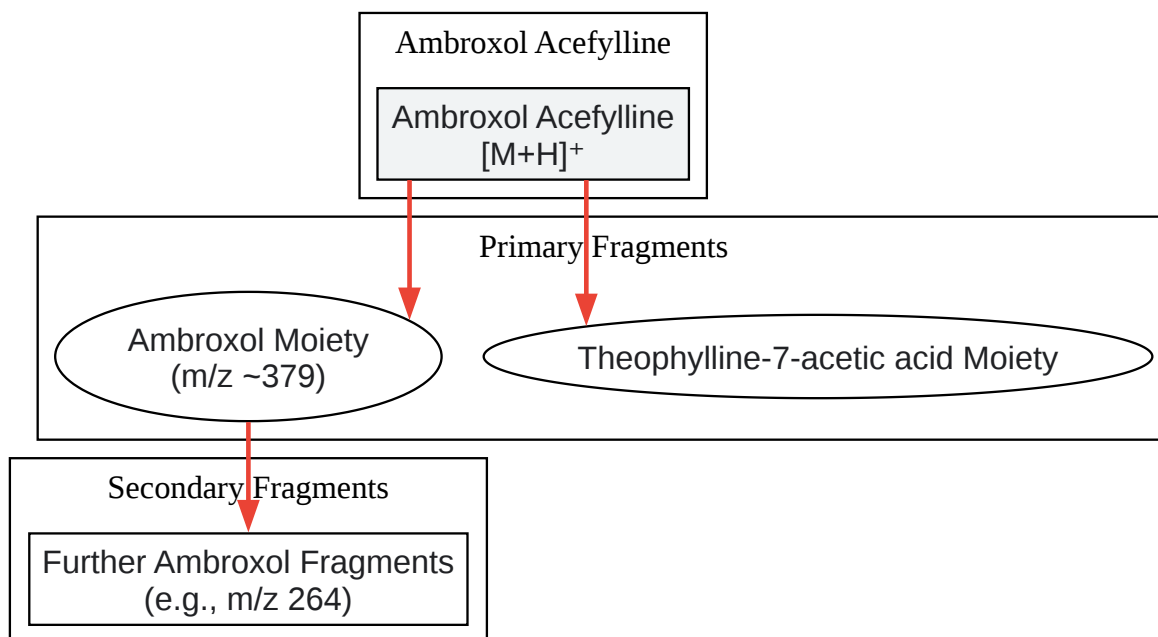 Ambroxol Acefylline
Ambroxol Acefylline
[M+H]⁺
Primary Fragments
Ambroxol Moiety
(m/z ~379)
Theophylline-7-acetic acid Moiety
Secondary Fragments
Further Ambroxol Fragments
(e.g., m/z 264)